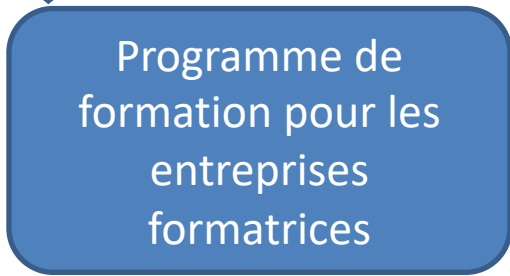 Programme de
formation pour les
entreprises
formatrices